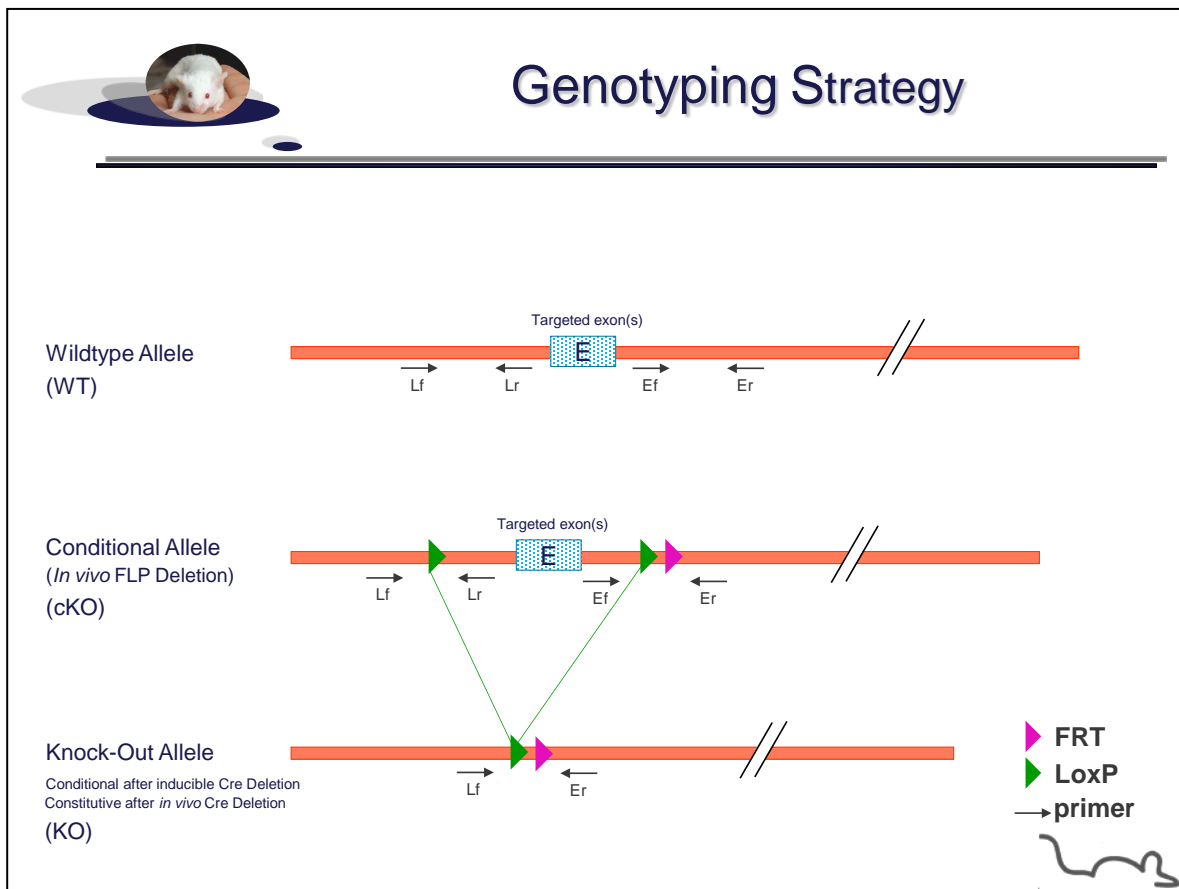 Genotyping Strategy
Targeted exon(s)
Wildtype Allele
(WT)
E
Lf
Lr
Ef
Er
Targeted exon(s)
Conditional Allele
(In vivo FLP Deletion)
(cKO)
E
Lf
Lr
Ef
Er
Knock-Out Allele
Conditional after inducible Cre Deletion
Constitutive after in vivo Cre Deletion
(KO)
Lf
Er
FRT
LoxP
primer